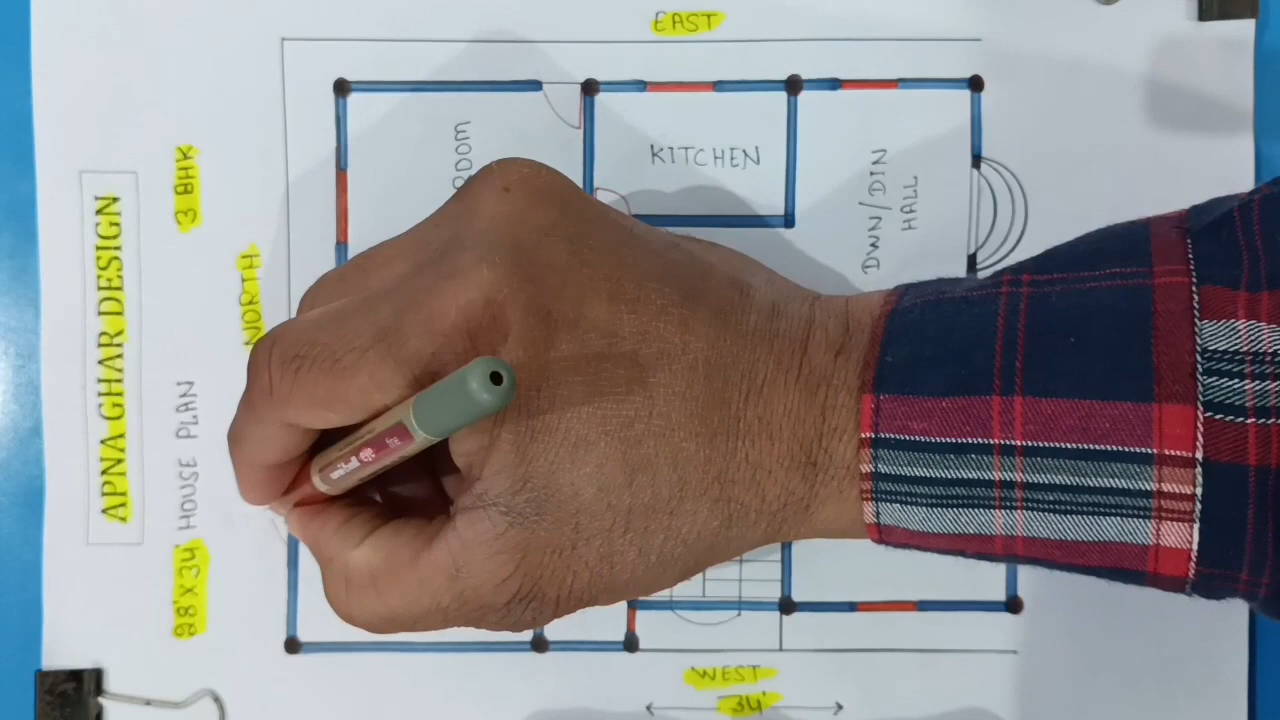 EAST
APNA GHAR DESIGN
28'X34' HOUSE PLAN
3 BHK
NORTH
KITCHEN
DWN/DIN
HALL
WEST
34'